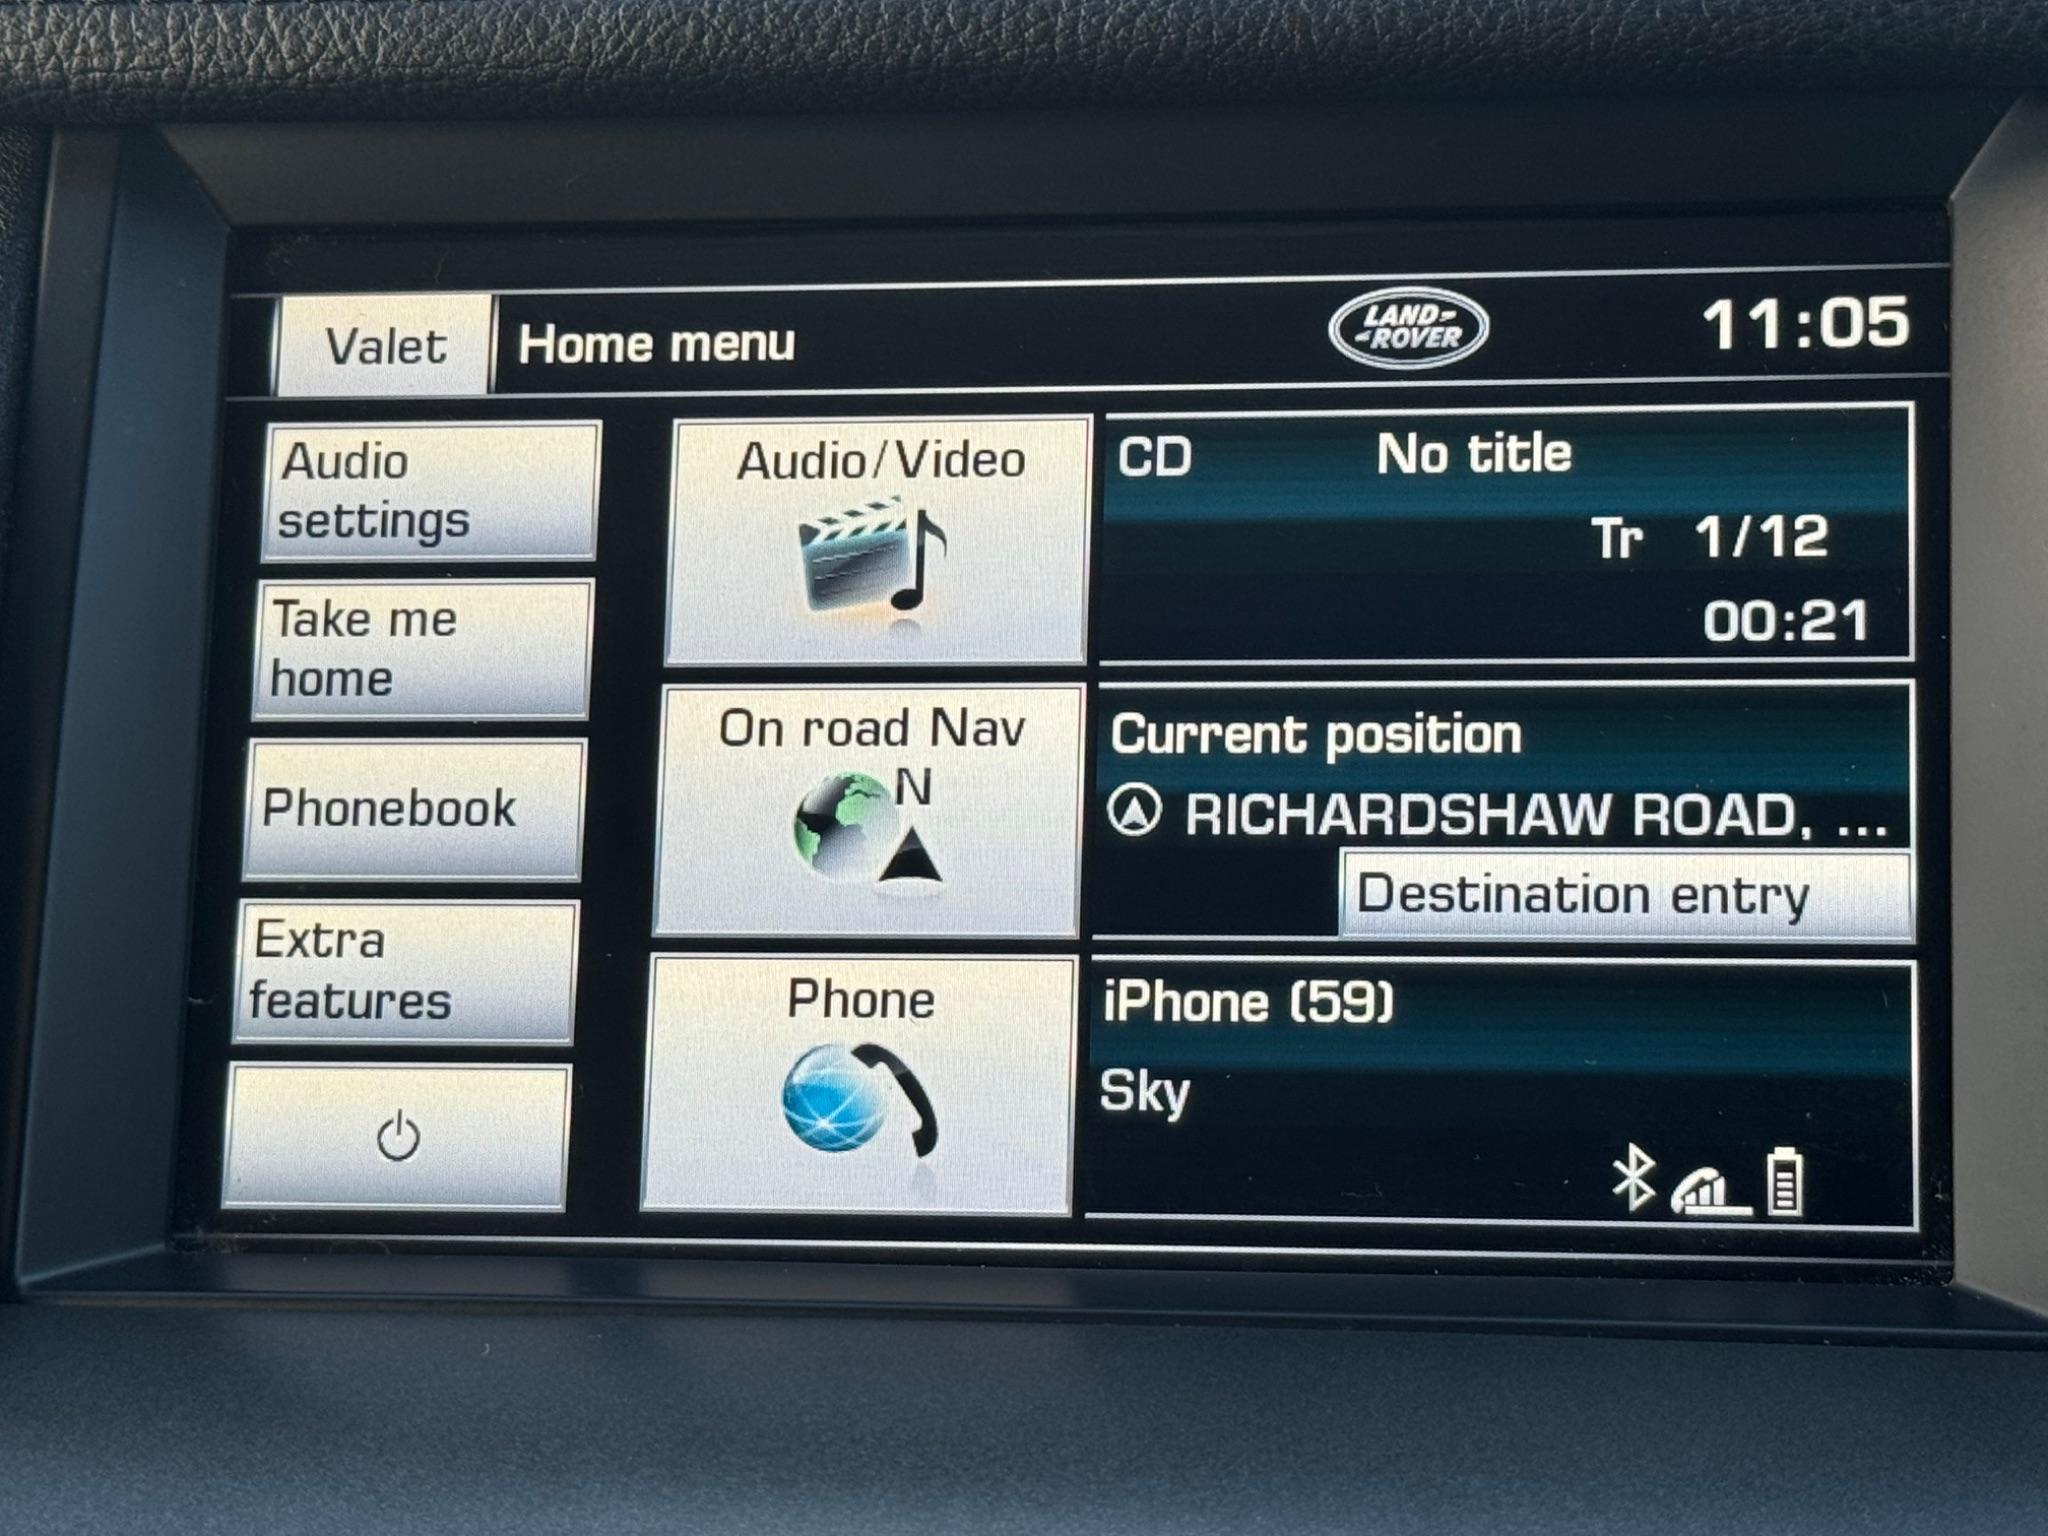 Valet
Home menu
LAND-
-ROVER
11:05
Audio
settings
Take me
home
Phonebook
Extra
features
Audio/Video
On road Nav
N
Phone
CD
No title
Tr 1/12
00:21
Current position
RICHARDSHAW ROAD, ...
Destination entry
iPhone (59)
Sky